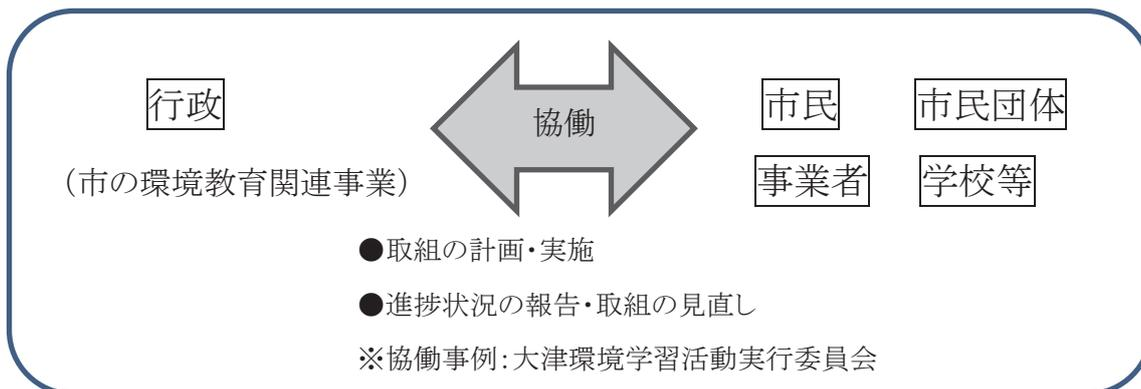 行政
(市の環境教育関連事業)
協働
市民 市民団体
事業者 学校等
●取組の計画・実施
●進捗状況の報告・取組の見直し
※協働事例:大津環境学習活動実行委員会